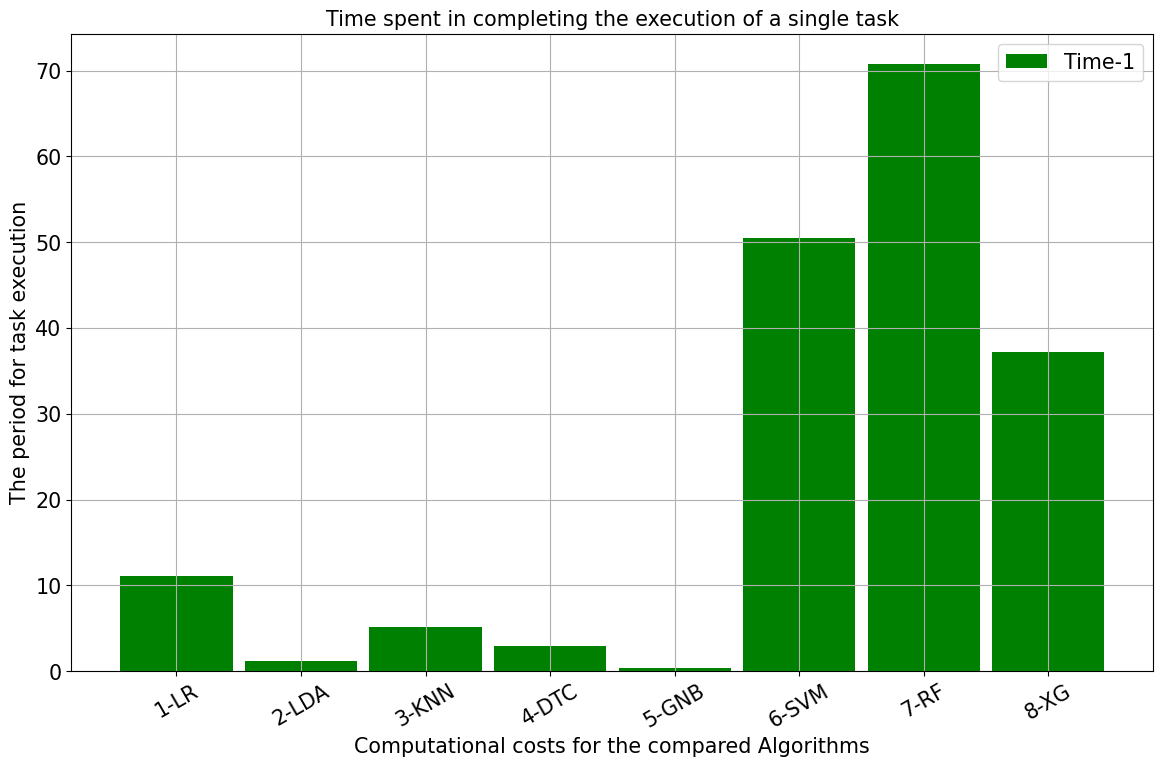 Time spent in completing the execution of a single task
Time-1
The period for task execution
70
60
50
40
30
20
10
0
1-LR
2-LDA
3-KNN
4-DTC
5-GNB
6-SVM
7-RF
8-XG
Computational costs for the compared Algorithms